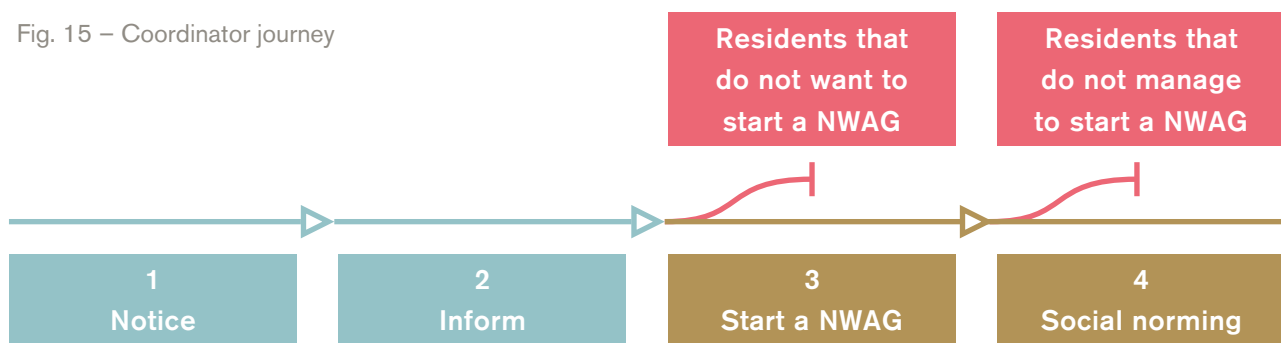 Fig. 15 – Coordinator journey
Residents that
do not want to
start a NWAG
Residents that
do not manage
to start a NWAG
1
Notice
2
Inform
3
Start a NWAG
4
Social norming